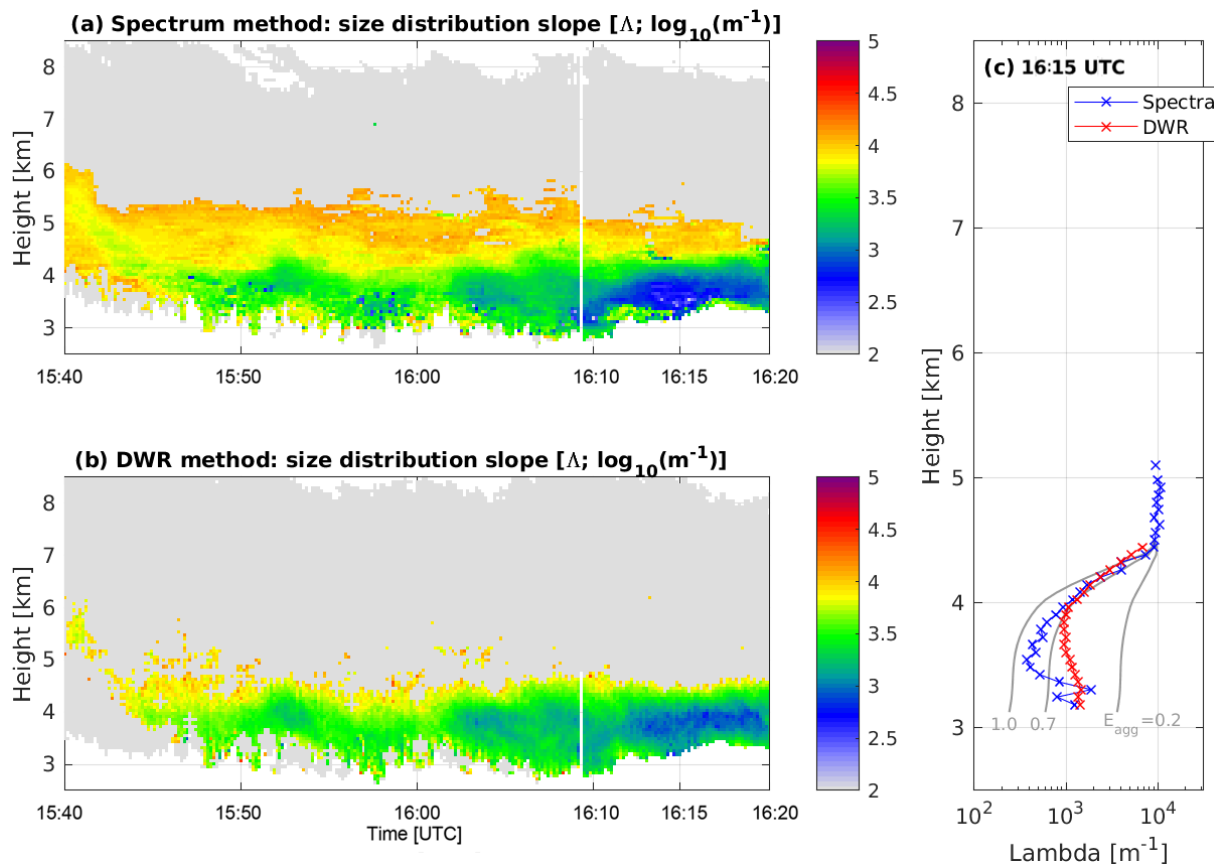 (a) Spectrum method: size distribution slope [Λ; log10(m-1)]
8
7
6
5
4
3
Height [km]
15:40 15:50 16:00 16:10 16:15 16:20
5
4.5
4
3.5
3
2.5
2
(b) DWR method: size distribution slope [Λ; log10(m-1)]
8
7
6
5
4
3
Height [km]
15:40 15:50 16:00 16:10 16:15 16:20
Time [UTC]
5
4.5
4
3.5
3
2.5
2
(c) 16:15 UTC
Spectra
DWR
8
7
6
5
4
3
Height [km]
1.0 0.7 Eagg=0.2
10^2 10^3 10^4
Lambda [m-1]